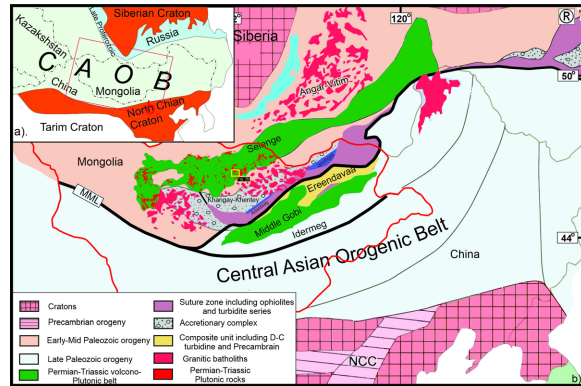 Siberian Craton
Late Proterozoic
Kazakshstan
Russia
C A O B
Mongolia
China
North Chian
Craton
Tarim Craton
a).
Siberia
120°
R
50°
Angar-Vitim
Selenge
Mongolia
Khangay-Khentey
Ereendavaa
MML
Middle Gobi
Idermeg
44°
Central Asian Orogenic Belt
China
NCC
b)
Cratons
Precambrian orogeny
Early-Mid Paleozoic orogeny
Late Paleozoic orogeny
Permian-Triassic volcono-
Plutonic belt
Suture zone including ophiolites
and turbidite series
Accretionary complex
Composite unit including D-C
turbidine and Precambrain
Granitic batholiths
Permian-Triassic
Plutonic rocks